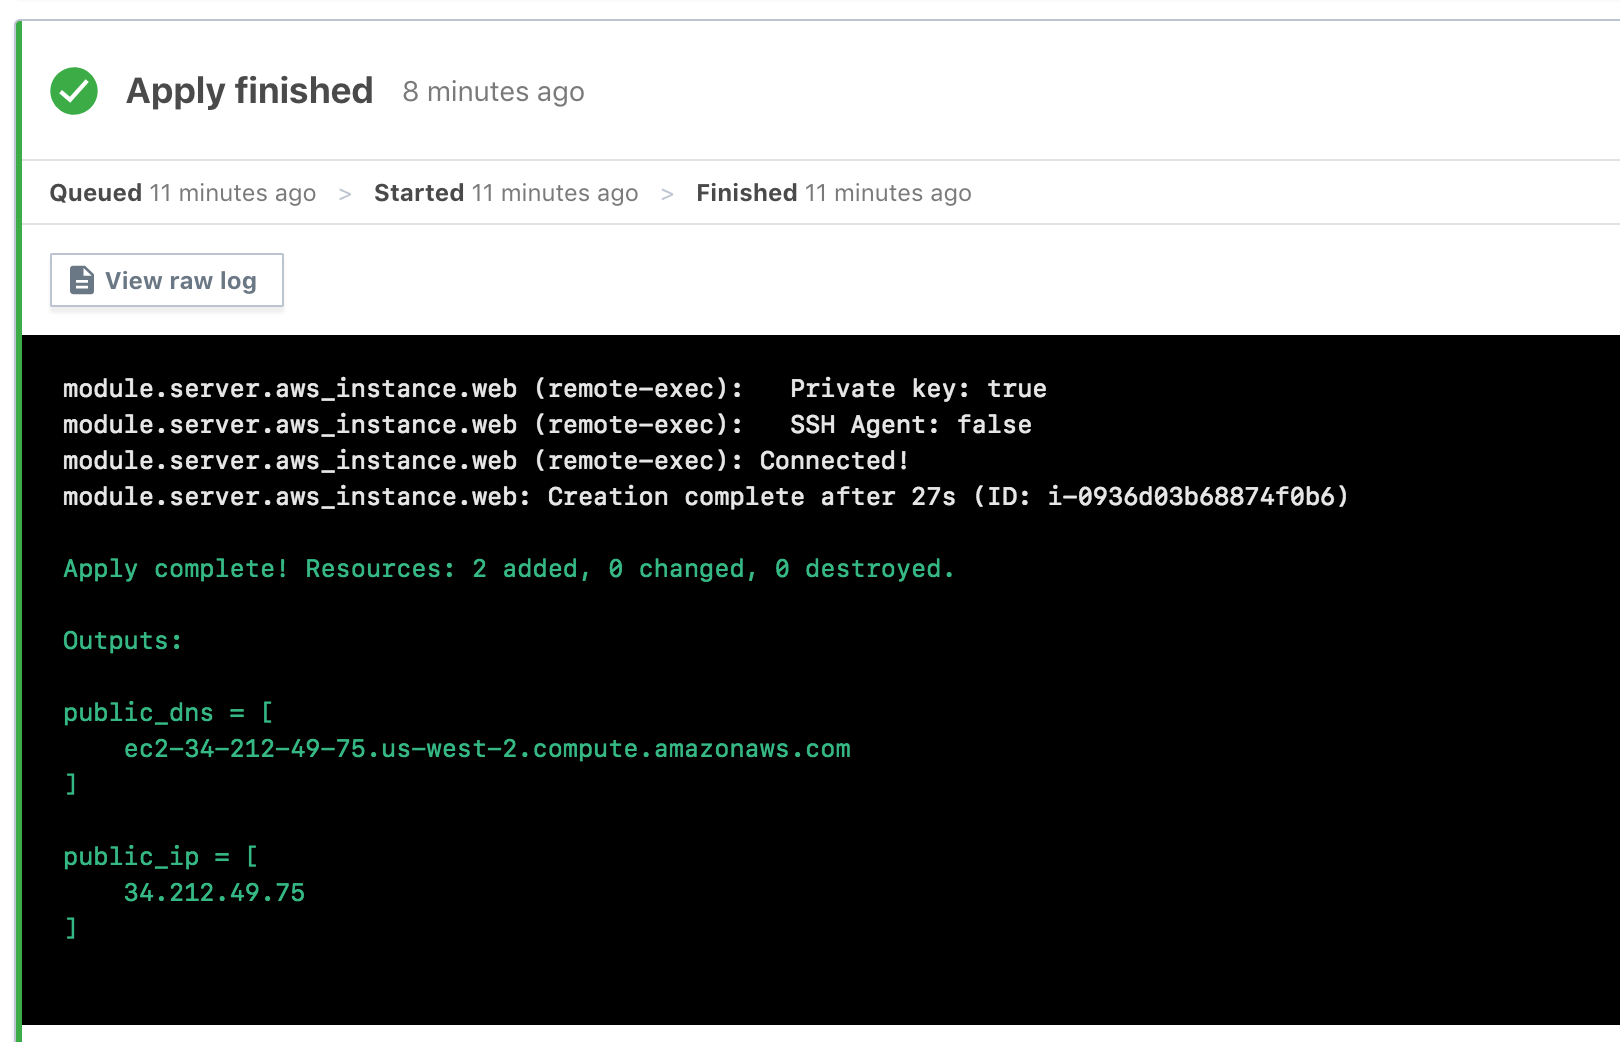 Apply finished 8 minutes ago
Queued 11 minutes ago > Started 11 minutes ago > Finished 11 minutes ago
View raw log
module.server.aws_instance.web (remote-exec):   Private key: true
module.server.aws_instance.web (remote-exec):   SSH Agent: false
module.server.aws_instance.web (remote-exec): Connected!
module.server.aws_instance.web: Creation complete after 27s (ID: i-0936d03b68874f0b6)
Apply complete! Resources: 2 added, 0 changed, 0 destroyed.
Outputs:
public_dns = [
    ec2-34-212-49-75.us-west-2.compute.amazonaws.com
]
public_ip = [
    34.212.49.75
]